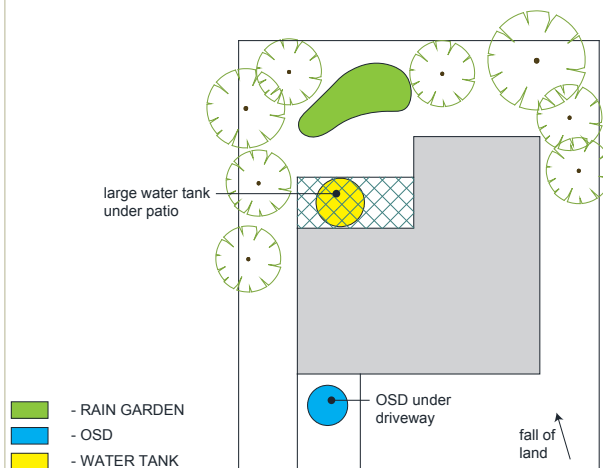 large water tank
under patio
OSD under
driveway
- RAIN GARDEN
- OSD
- WATER TANK
fall of
land